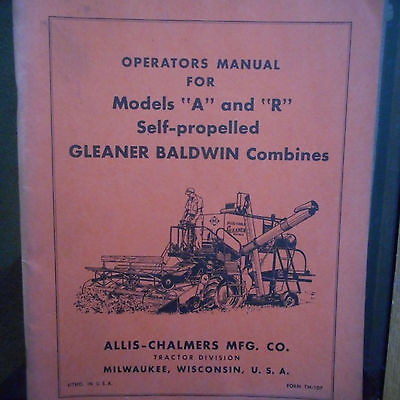 OPERATORS MANUAL
FOR
Models "A" and "R"
Self-propelled
GLEANER BALDWIN Combines
GLEANER
ALLIS-CHALMERS MFG. CO.
TRACTOR DIVISION
MILWAUKEE, WISCONSIN, U. S. A.
LITHO. IN U. S. A.